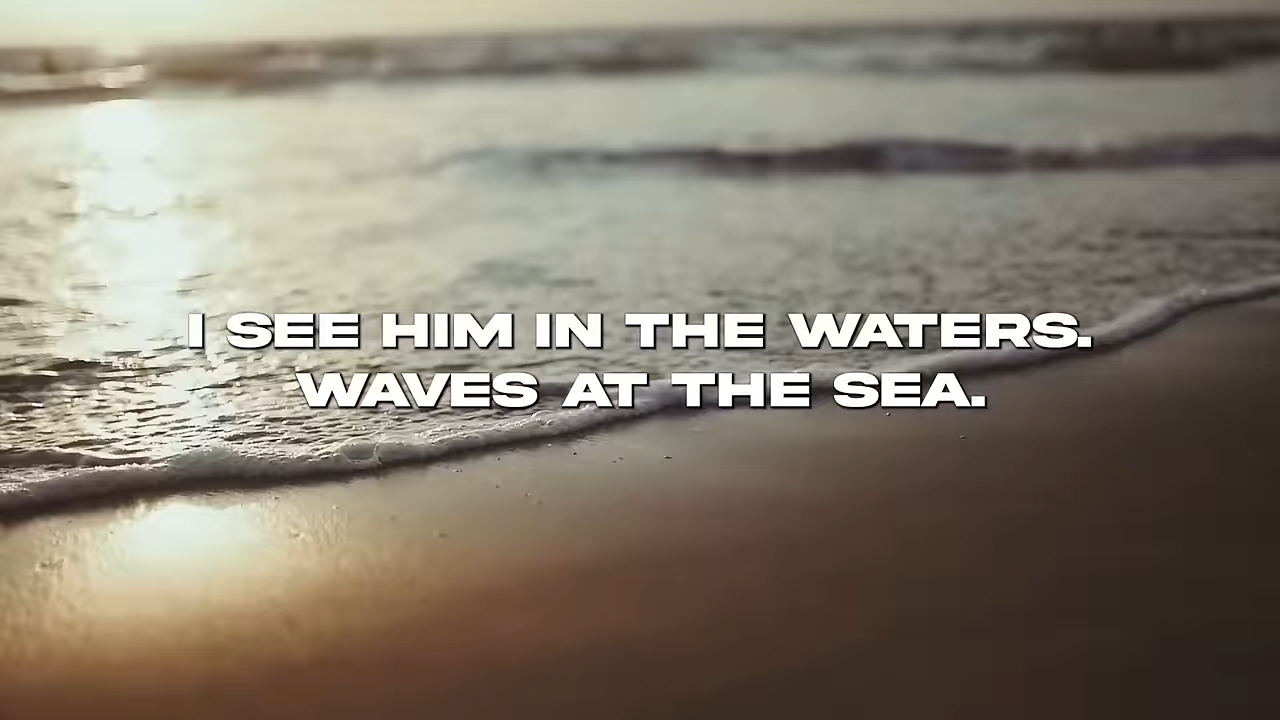 I SEE HIM IN THE WATERS.
WAVES AT THE SEA.